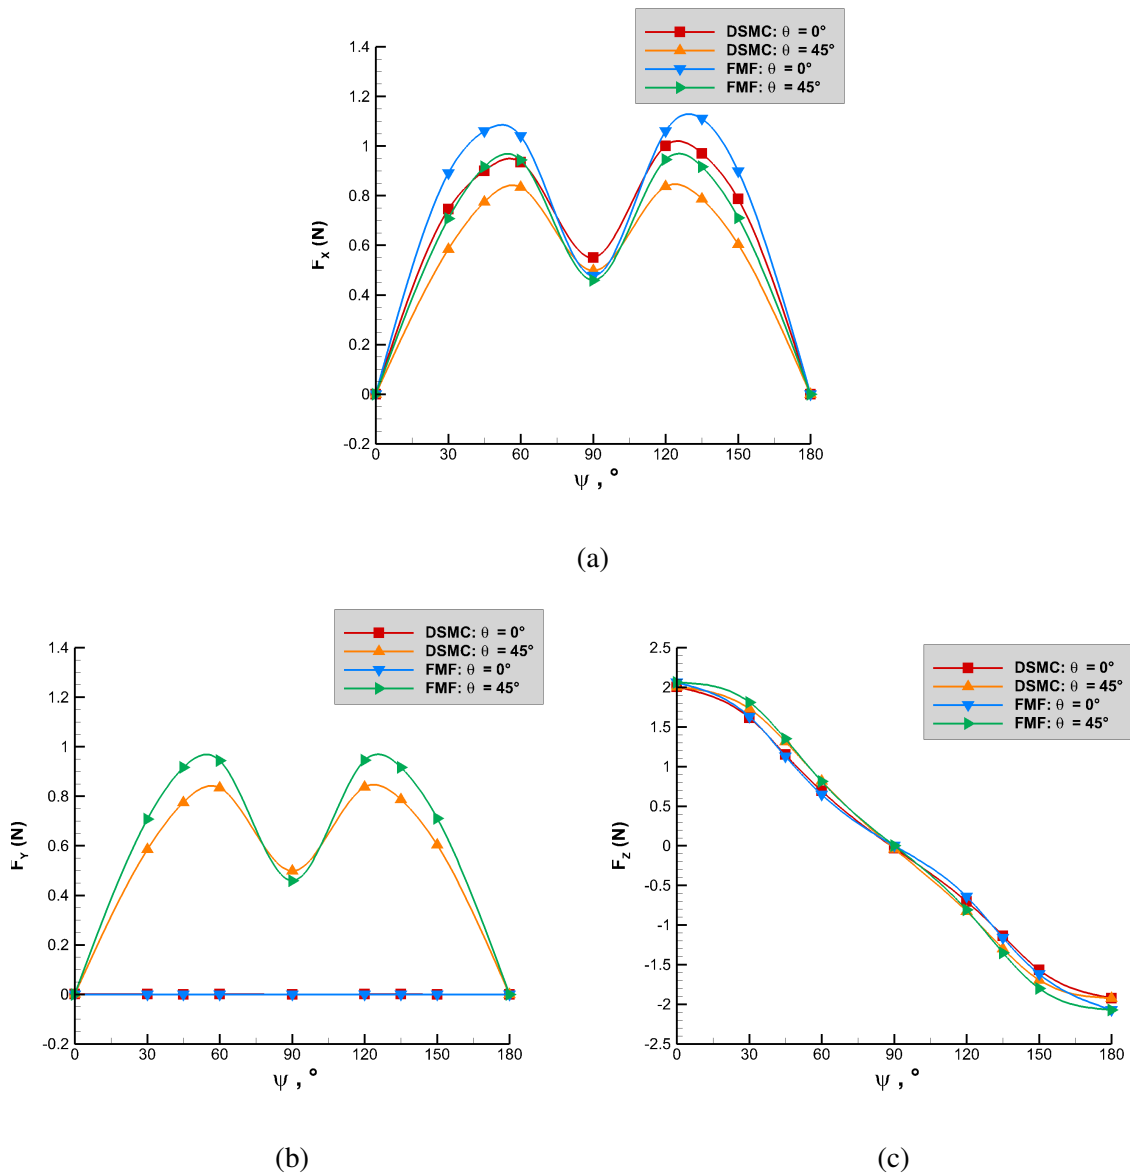 (a)
DSMC: θ = 0°
DSMC: θ = 45°
FMF: θ = 0°
FMF: θ = 45°
1.4
1.2
1
0.8
0.6
0.4
0.2
0
-0.2
F_X (N)
0 30 60 90 120 150 180
ψ , °
(a)
DSMC: θ = 0°
DSMC: θ = 45°
FMF: θ = 0°
FMF: θ = 45°
1.4
1.2
1
0.8
0.6
0.4
0.2
0
-0.2
F_Y (N)
0 30 60 90 120 150 180
ψ , °
(b)
DSMC: θ = 0°
DSMC: θ = 45°
FMF: θ = 0°
FMF: θ = 45°
2.5
2
1.5
1
0.5
0
-0.5
-1
-1.5
-2
-2.5
F_Z (N)
0 30 60 90 120 150 180
ψ , °
(c)